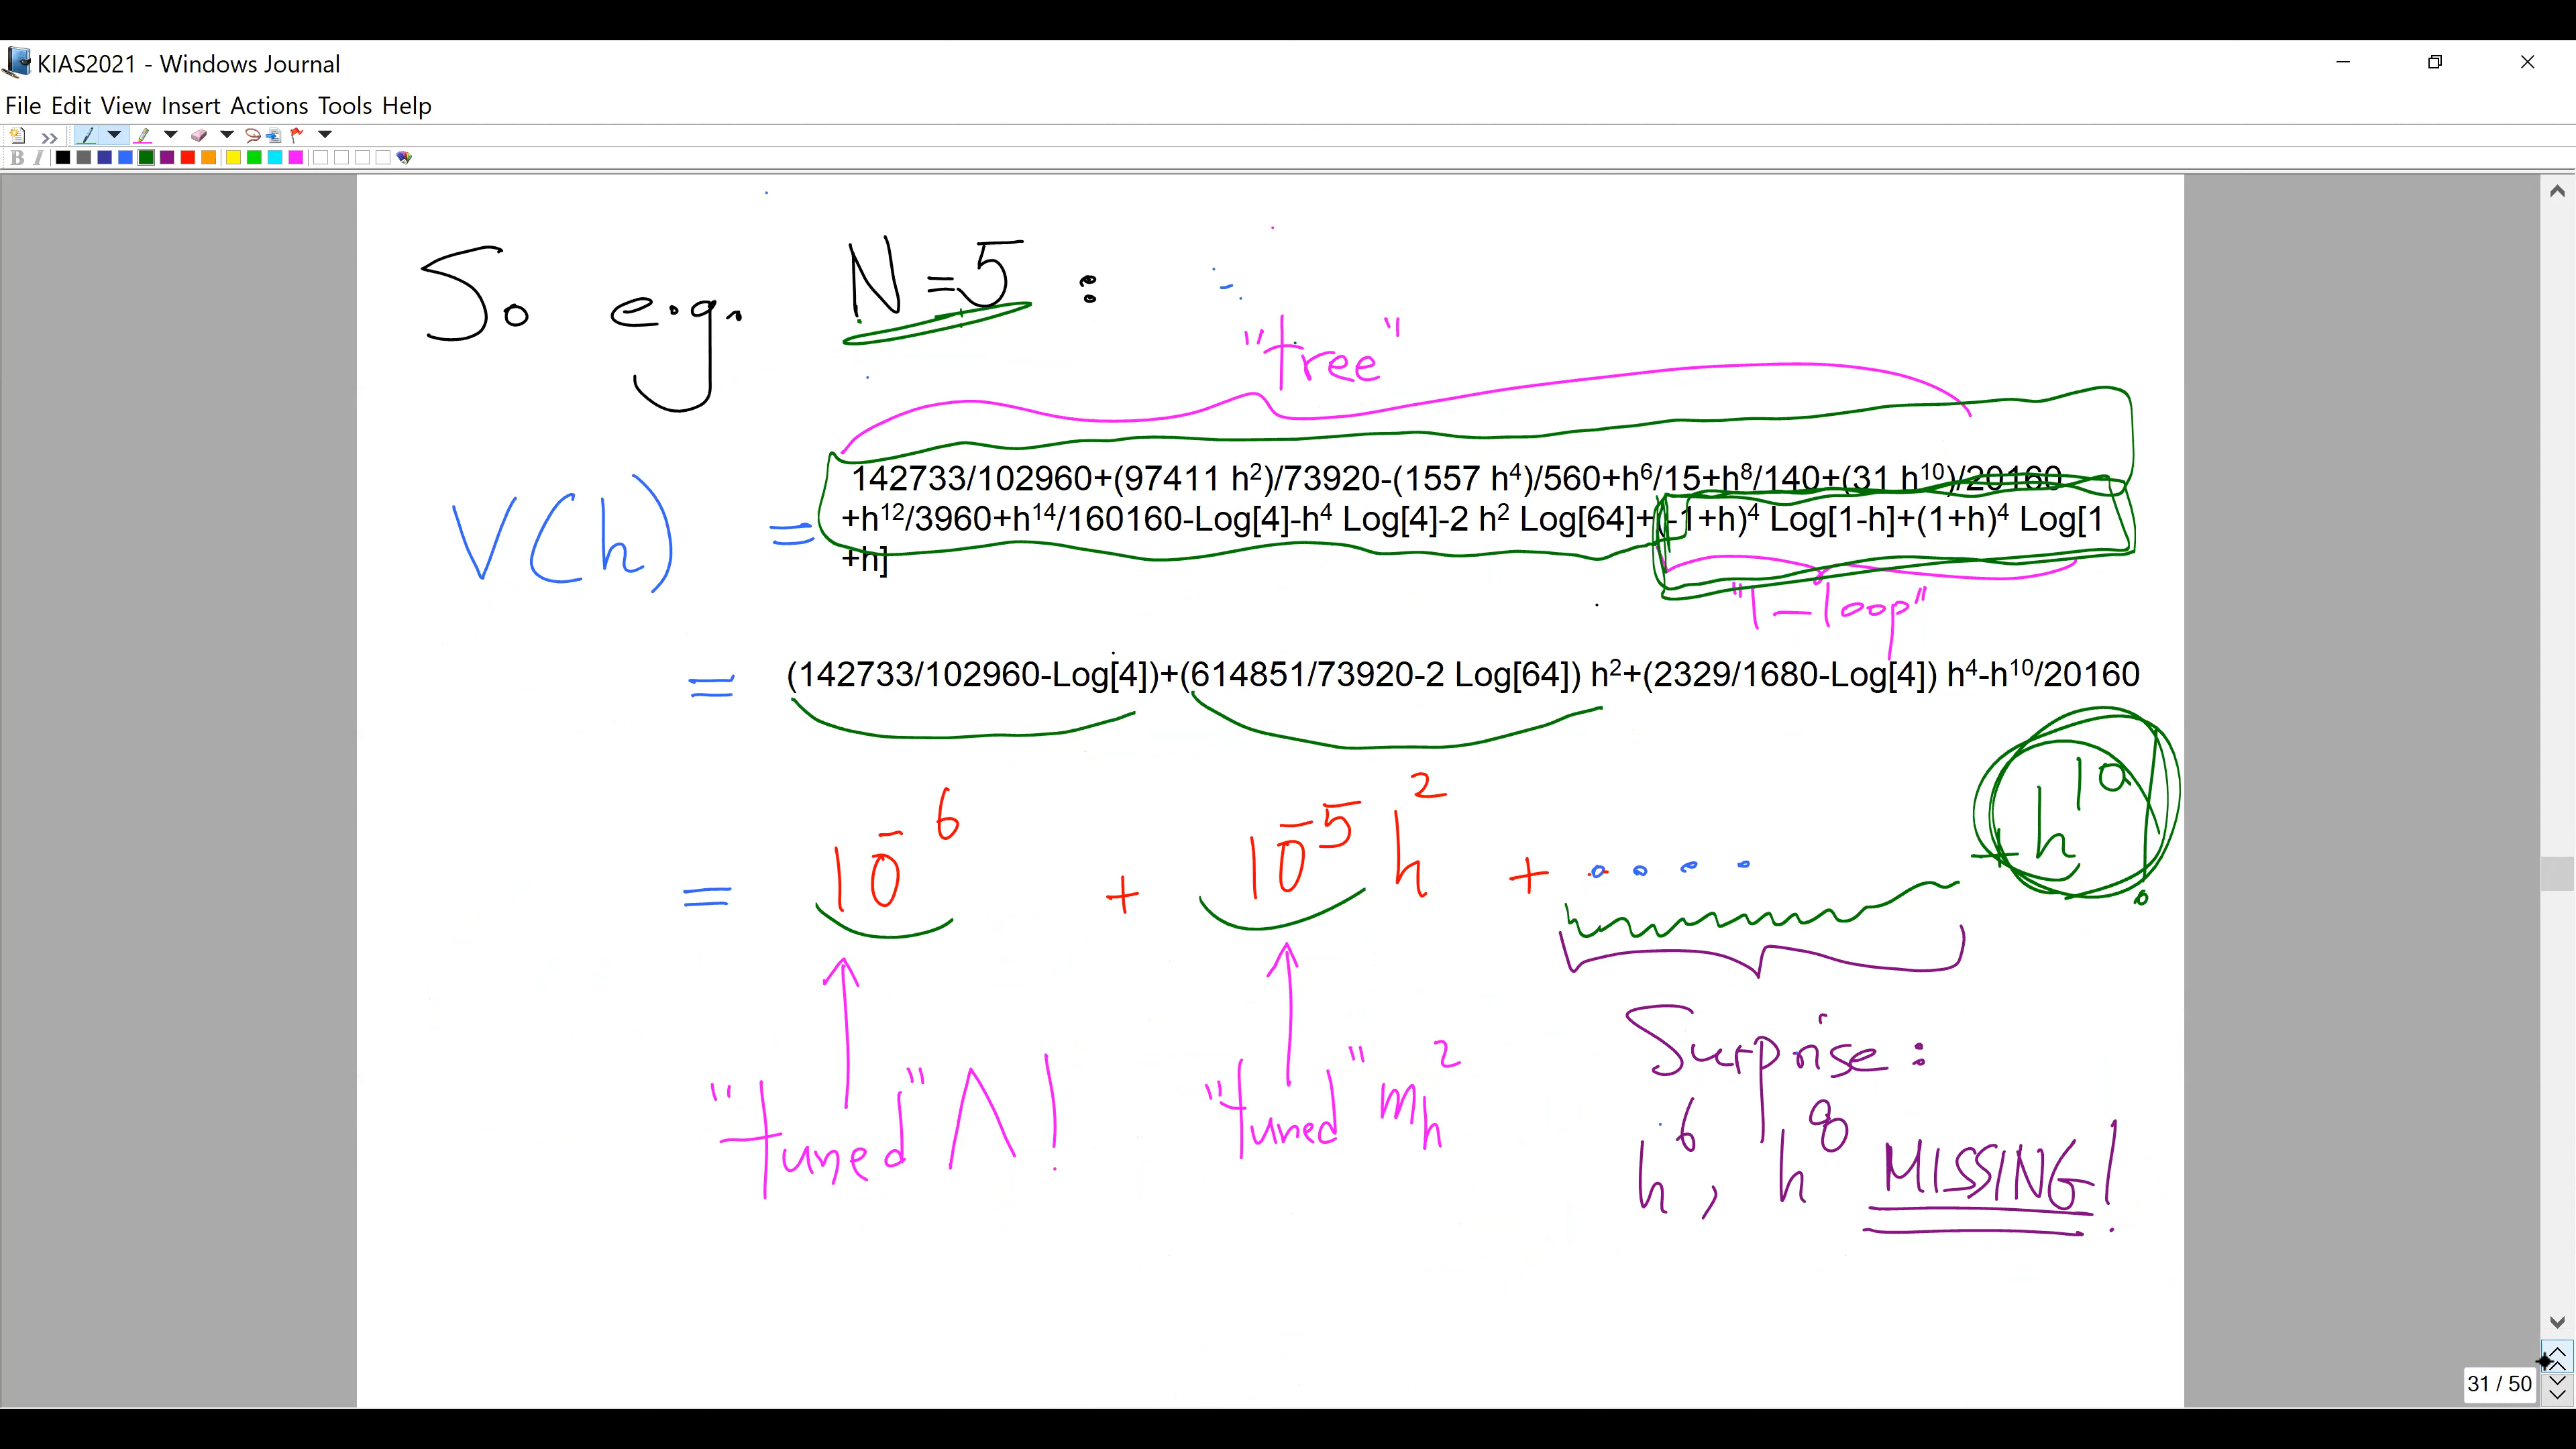 KIAS2021 - Windows Journal
File Edit View Insert Actions Tools Help
B I
So e.g. N=5 :
"tree"
142733/102960+(97411 h²)/73920-(1557 h⁴)/560+h⁶/15+h⁸/140+(31 h¹⁰)/20160
V(h) = +h¹²/3960+h¹⁴/160160-Log[4]-h⁴ Log[4]-2 h² Log[64]+(-1+h)⁴ Log[1-h]+(1+h)⁴ Log[1
+h]
"1-loop"
= (142733/102960-Log[4])+(614851/73920-2 Log[64]) h²+(2329/1680-Log[4]) h⁴-h¹⁰/20160
= 10⁻⁶ + 10⁻⁵ h² + .... + h¹⁰
"tuned" Λ! "tuned" m_h²
Surprise:
h⁶, h⁸ MISSING!
31 / 50